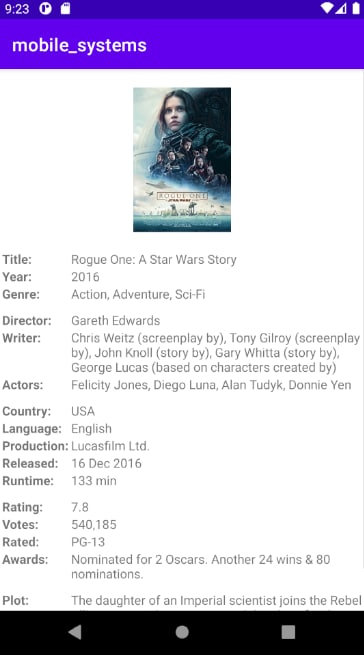 9:23
mobile_systems
ROGUE ONE
STAR WARS
Title: Rogue One: A Star Wars Story
Year: 2016
Genre: Action, Adventure, Sci-Fi
Director: Gareth Edwards
Writer: Chris Weitz (screenplay by), Tony Gilroy (screenplay
by), John Knoll (story by), Gary Whitta (story by),
George Lucas (based on characters created by)
Actors: Felicity Jones, Diego Luna, Alan Tudyk, Donnie Yen
Country: USA
Language: English
Production: Lucasfilm Ltd.
Released: 16 Dec 2016
Runtime: 133 min
Rating: 7.8
Votes: 540,185
Rated: PG-13
Awards: Nominated for 2 Oscars. Another 24 wins & 80
nominations.
Plot: The daughter of an Imperial scientist joins the Rebel